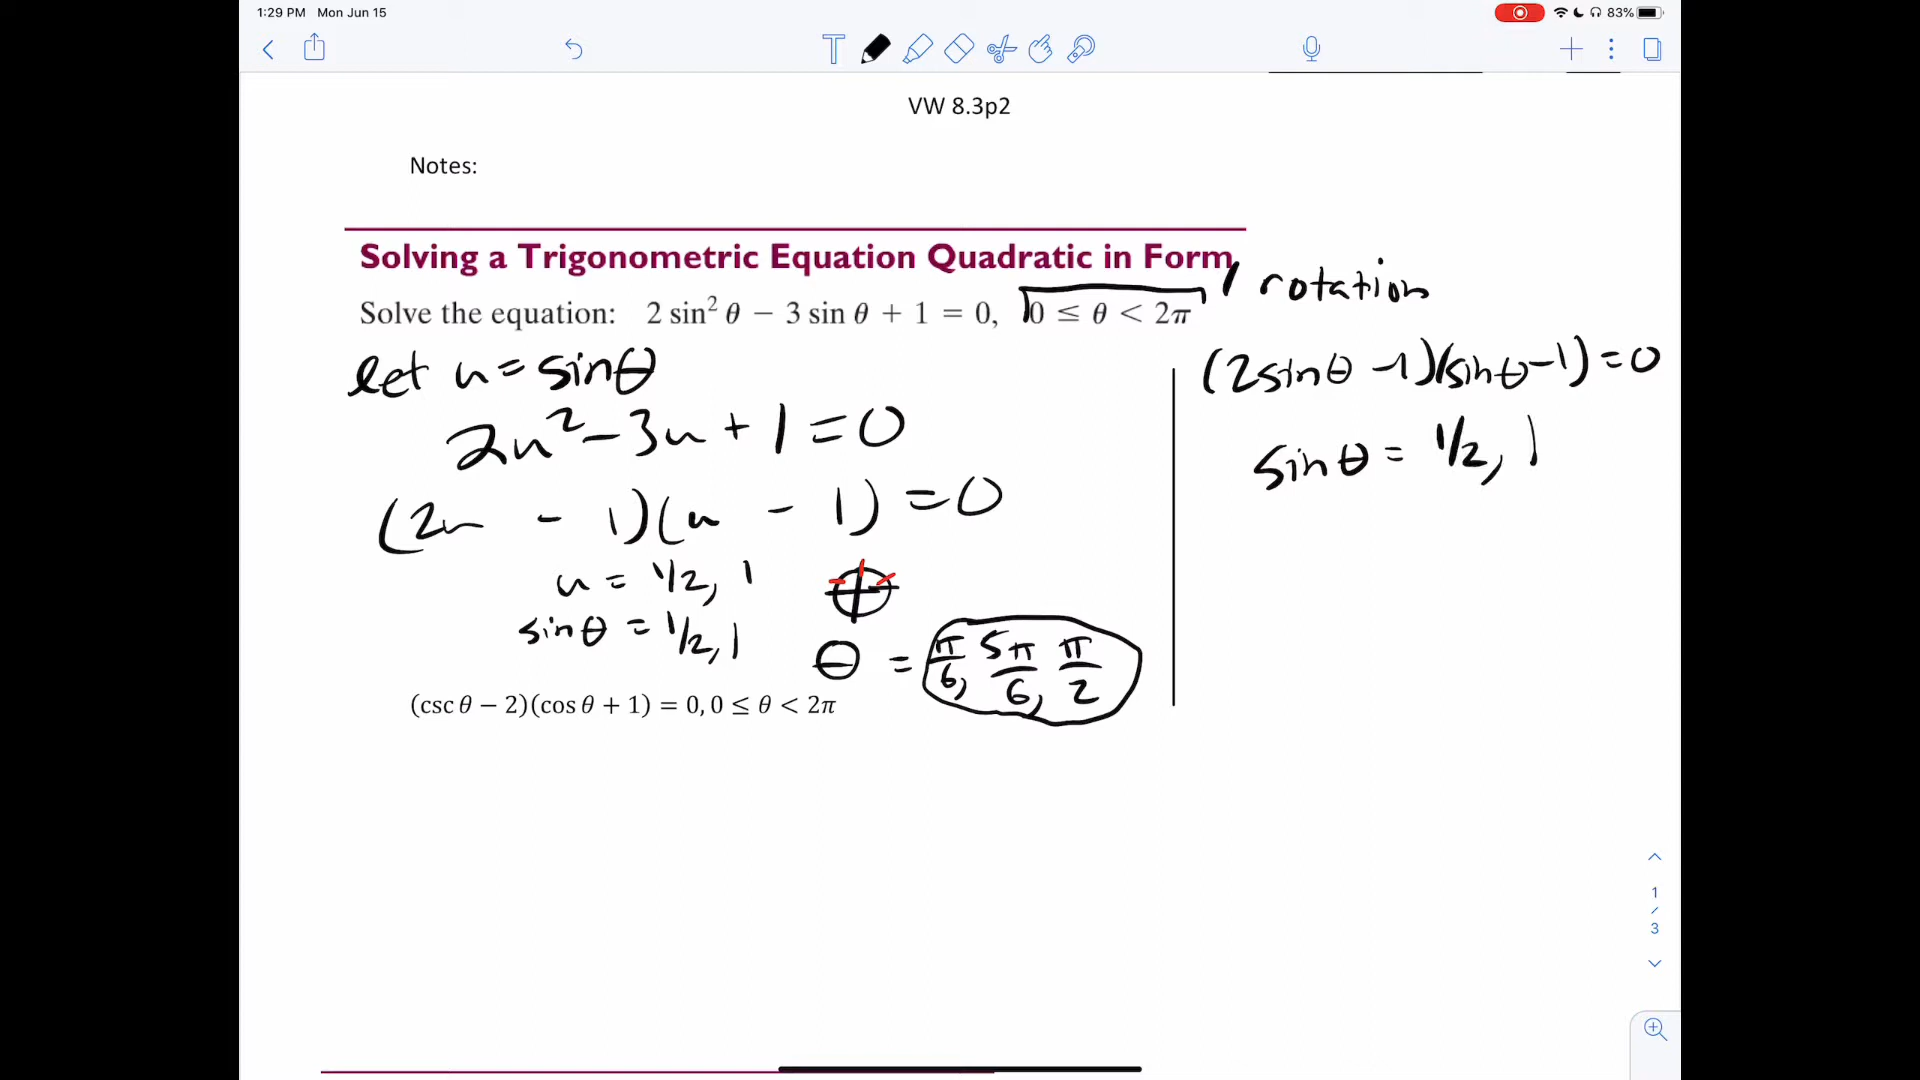 1:29 PM Mon Jun 15
83%
VW 8.3p2
Notes:
Solving a Trigonometric Equation Quadratic in Form
1 rotation
Solve the equation: 2 sin² θ − 3 sin θ + 1 = 0, 0 ≤ θ < 2π
let u = sinθ
2u² − 3u + 1 = 0
(2u − 1)(u − 1) = 0
u = 1/2, 1
sinθ = 1/2, 1
θ = π/6, 5π/6, π/2
(2sinθ − 1)(sinθ − 1) = 0
sinθ = 1/2, 1
(csc θ − 2)(cos θ + 1) = 0, 0 ≤ θ < 2π
1
/
3